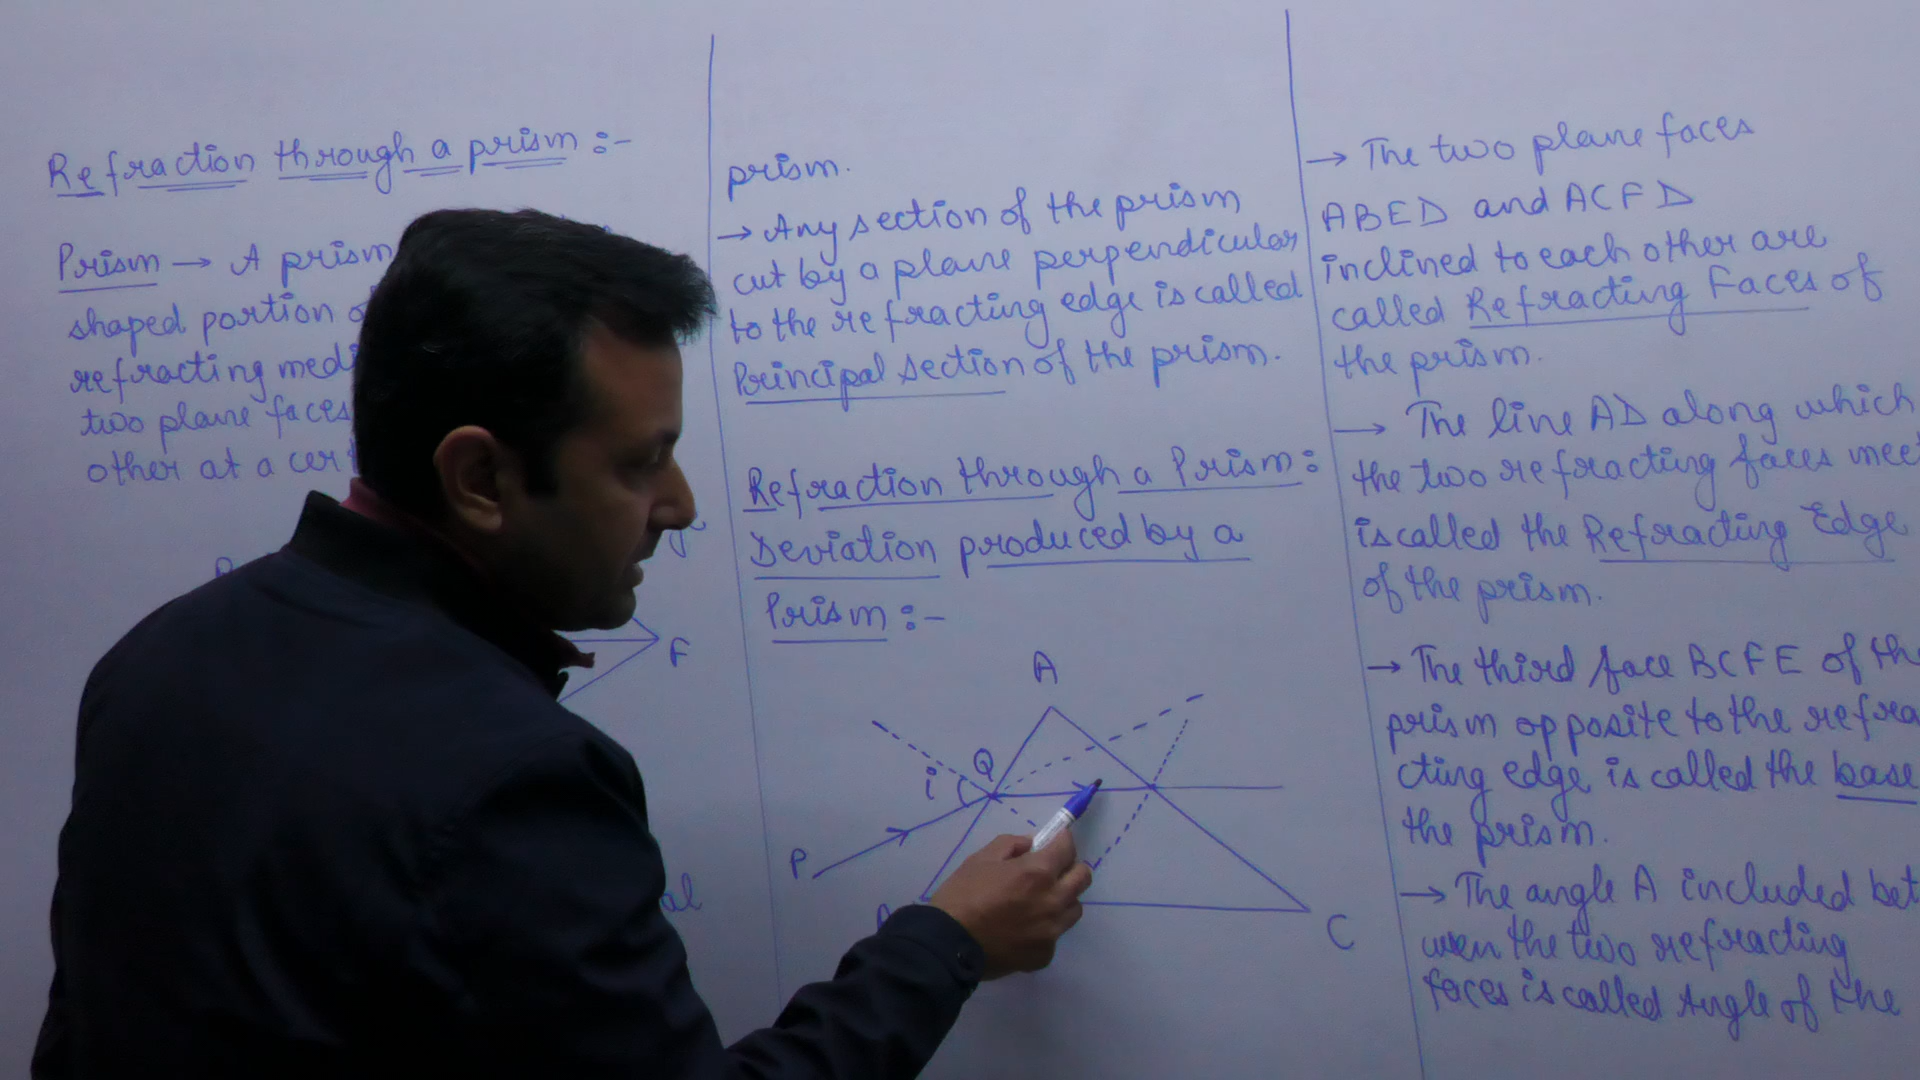 Refraction through a prism :-
Prism → A prism
shaped portion
refracting medi
two plane faces
other at a cert
F
al
prism.
→ Any section of the prism
cut by a plane perpendicular
to the refracting edge is called
Principal section of the prism.
Refraction through a Prism :
Deviation produced by a
Prism :-
A
Q
i
P
C
→ The two plane faces
ABED and ACFD
inclined to each other are
called Refracting Faces of
the prism.
→ The line AD along which
the two refracting faces meet
is called the Refracting Edge
of the prism.
→ The third face BCFE of the
prism opposite to the refra
cting edge is called the base
the prism.
→ The angle A included bet
ween the two refracting
faces is called Angle of the